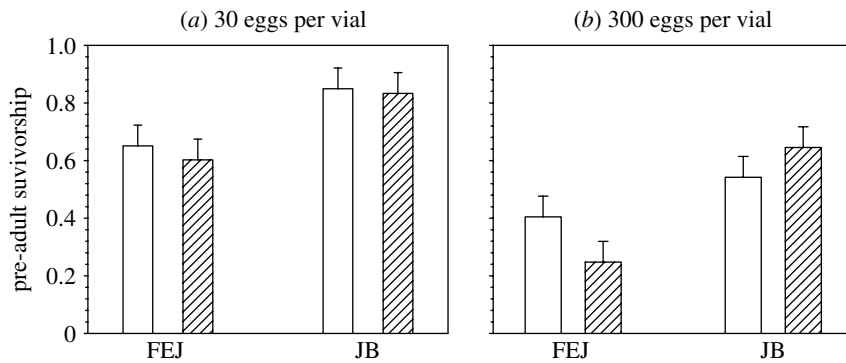 (a) 30 eggs per vial
(b) 300 eggs per vial
pre-adult suvivorship
1.0
0.8
0.6
0.4
0.2
0
FEJ JB FEJ JB